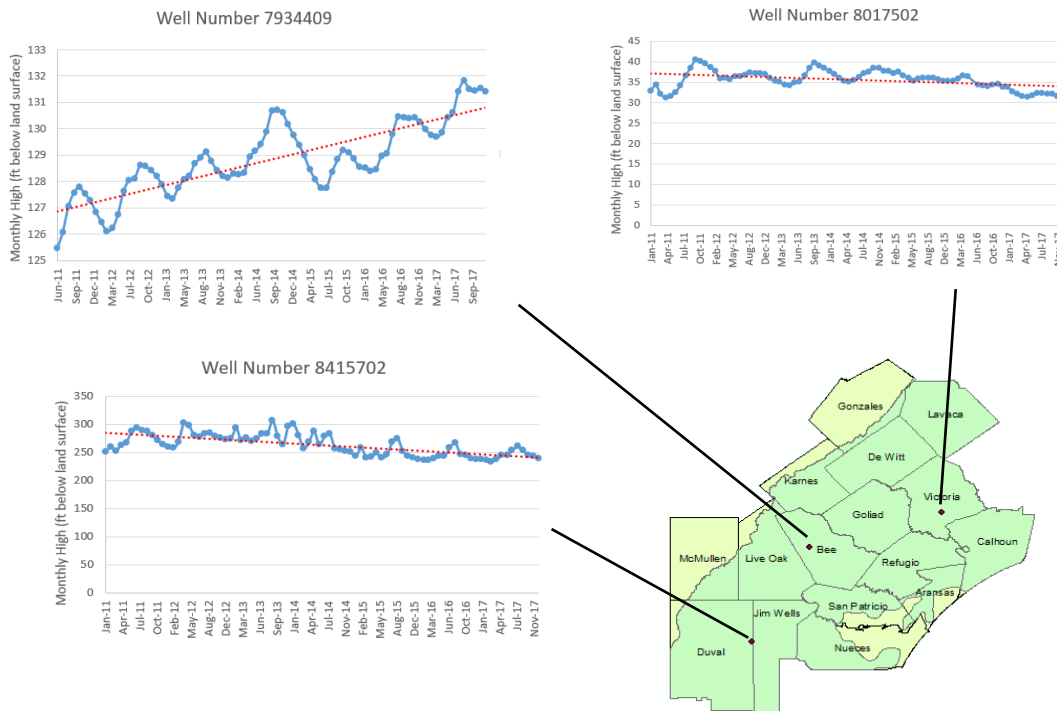 Well Number 7934409
Monthly High (ft below land surface)
133
132
131
130
129
128
127
126
125
Jun-11
Sep-11
Dec-11
Mar-12
Jul-12
Oct-12
Jan-13
May-13
Aug-13
Nov-13
Feb-14
Jun-14
Sep-14
Dec-14
Apr-15
Jul-15
Oct-15
Jan-16
May-16
Aug-16
Nov-16
Mar-17
Jun-17
Sep-17
Well Number 8017502
Monthly High (ft below land surface)
45
40
35
30
25
20
15
10
5
0
Jan-11
Apr-11
Jul-11
Oct-11
Feb-12
May-12
Sep-12
Dec-12
Mar-13
Jun-13
Sep-13
Jan-14
Apr-14
Jul-14
Nov-14
Feb-15
May-15
Aug-15
Dec-15
Mar-16
Jun-16
Sep-16
Jan-17
Apr-17
Jul-17
Well Number 8415702
Monthly High (ft below land surface)
350
300
250
200
150
100
50
0
Jan-11
Apr-11
Jul-11
Oct-11
Feb-12
May-12
Aug-12
Dec-12
Mar-13
Jun-13
Sep-13
Jan-14
Apr-14
Jul-14
Oct-14
Feb-15
May-15
Aug-15
Dec-15
Mar-16
Jun-16
Sep-16
Jan-17
Apr-17
Jul-17
Nov-17
Gonzales
Lavaca
De Witt
Karnes
Victoria
Goliad
Calhoun
McMullen
Live Oak
Bee
Refugio
Aransas
San Patricio
Jim Wells
Duval
Nueces